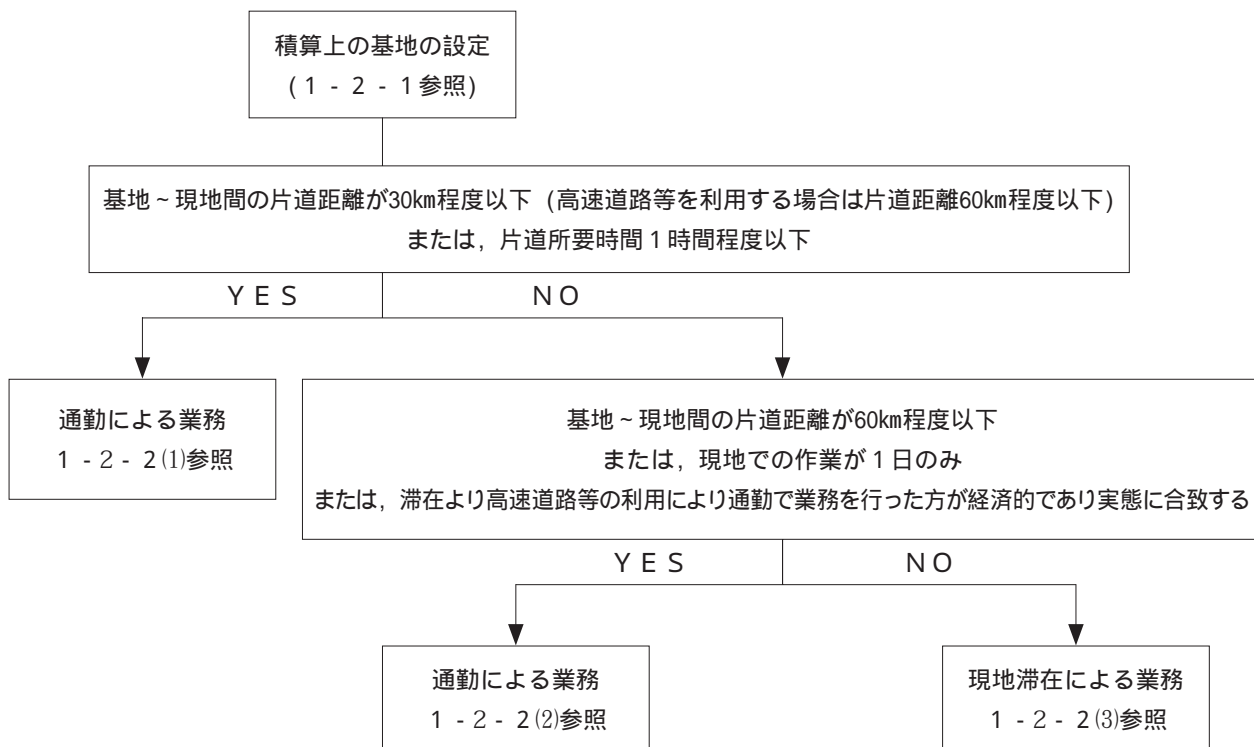 積算上の基地の設定
(１-２-１参照)
基地~現地間の片道距離が30㎞程度以下 (高速道路等を利用する場合は片道距離60㎞程度以下)
または，片道所要時間１時間程度以下
ＹＥＳ
ＮＯ
通勤による業務
１-２-２⑴参照
基地~現地間の片道距離が60㎞程度以下
または，現地での作業が１日のみ
または，滞在より高速道路等の利用により通勤で業務を行った方が経済的であり実態に合致する
ＹＥＳ
ＮＯ
通勤による業務
１-２-２⑵参照
現地滞在による業務
１-２-２⑶参照